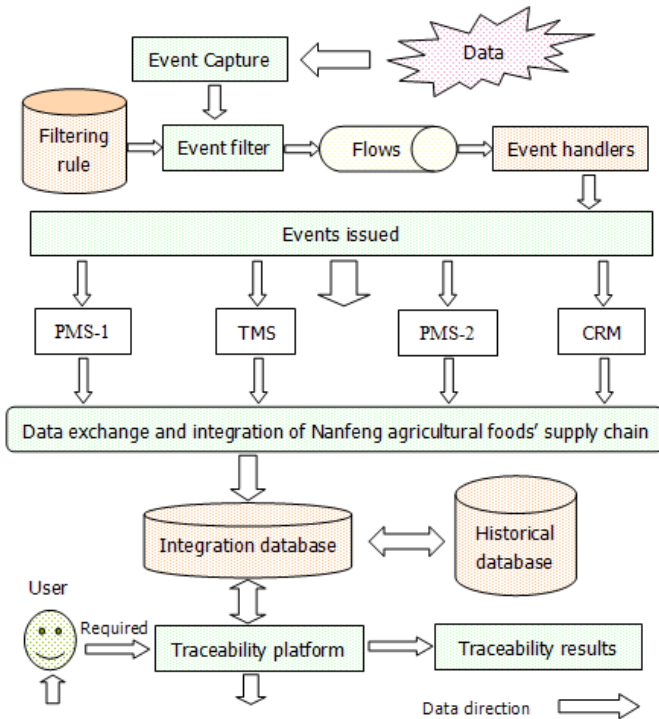 Data
Event Capture
Filtering
rule
Event filter
Flows
Event handlers
Events issued
PMS-1
TMS
PMS-2
CRM
Data exchange and integration of Nanfeng agricultural foods' supply chain
Integration database
Historical
database
User
Required
Traceability platform
Traceability results
Data direction